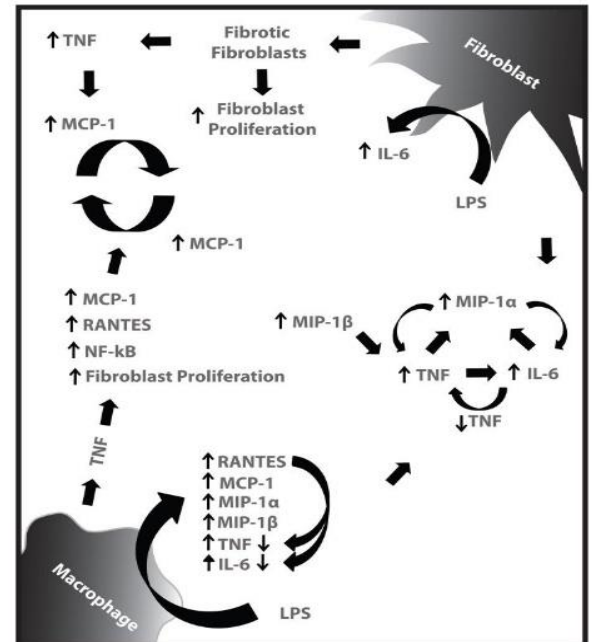 ↑ TNF
Fibrotic
Fibroblasts
Fibroblast
↑ MCP-1
↑ Fibroblast
Proliferation
↑ IL-6
LPS
↑ MCP-1
↑ MCP-1
↑ RANTES
↑ NF-kB
↑ Fibroblast Proliferation
TNF
↑ MIP-1β
↑ MIP-1α
↑ TNF
↑ IL-6
↓TNF
↑ RANTES
↑ MCP-1
↑ MIP-1α
↑ MIP-1β
↑ TNF ↓
↑ IL-6 ↓
LPS
Macrophage